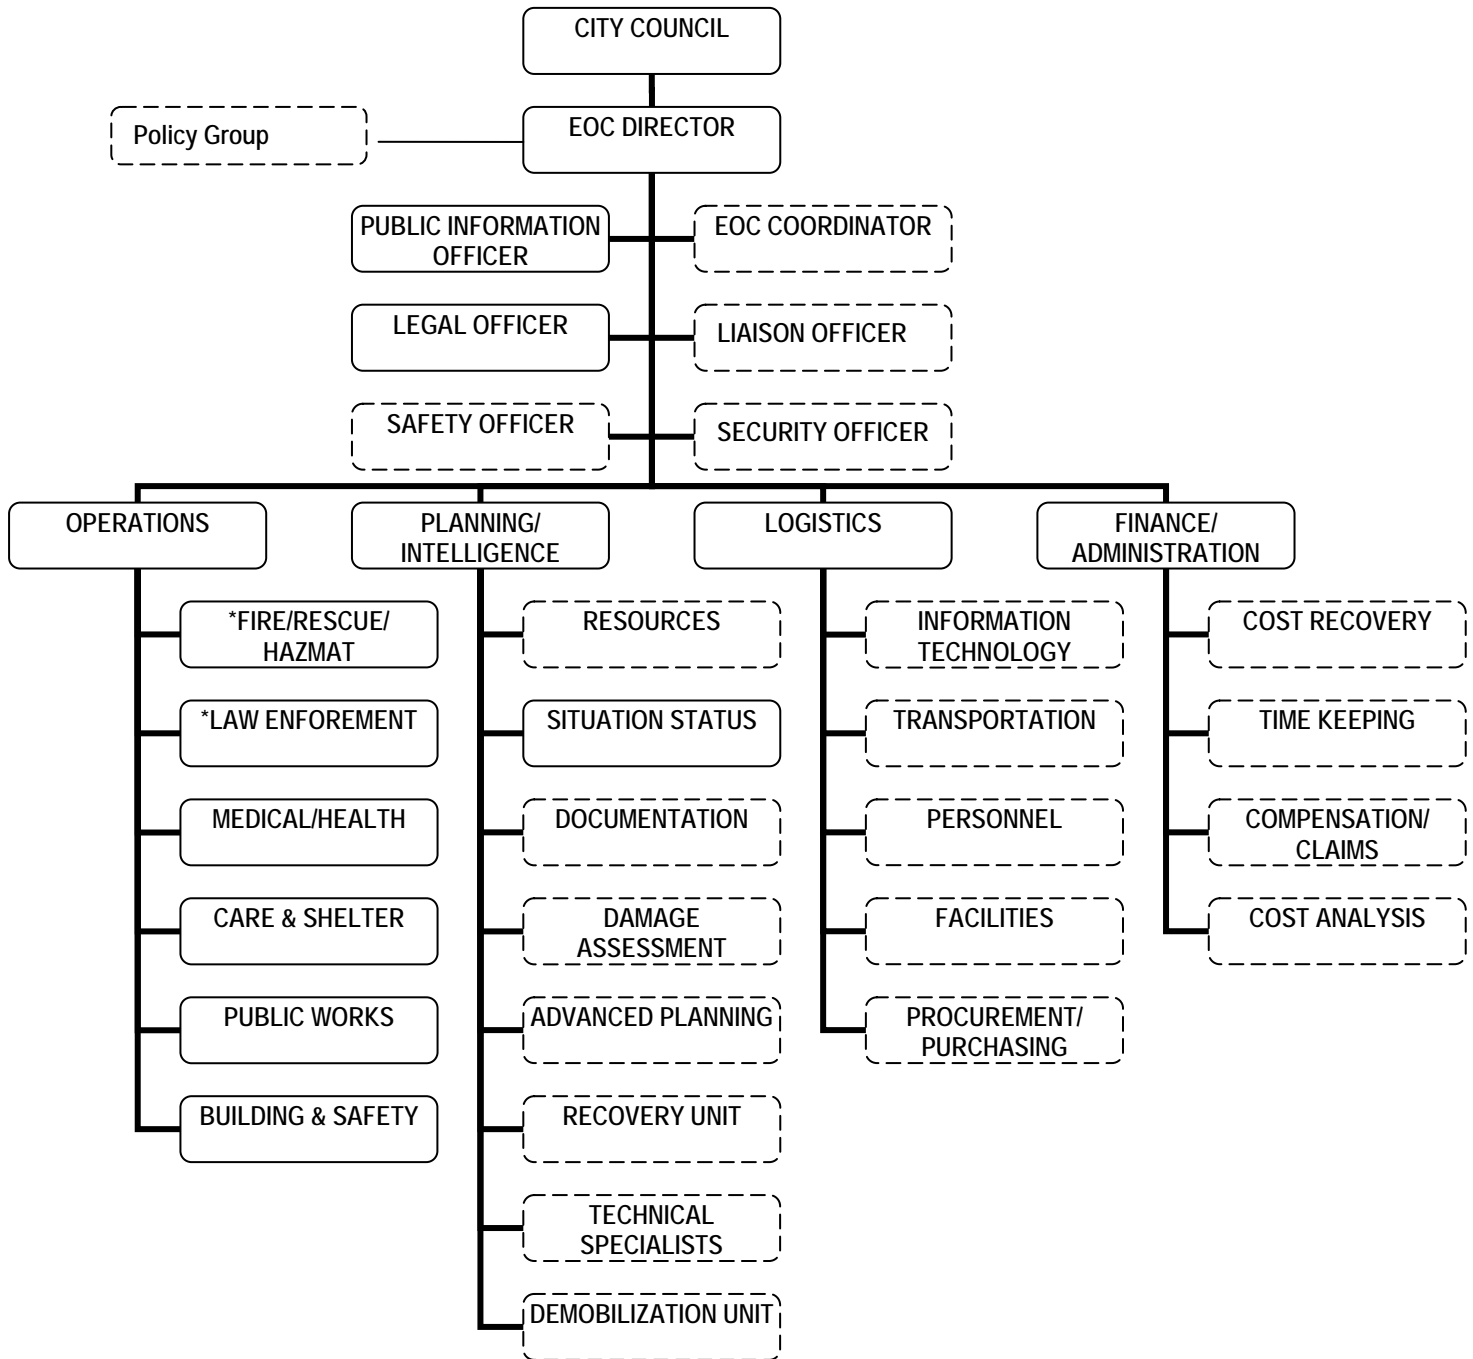 CITY COUNCIL
EOC DIRECTOR
Policy Group
PUBLIC INFORMATION
OFFICER
EOC COORDINATOR
LEGAL OFFICER
LIAISON OFFICER
SAFETY OFFICER
SECURITY OFFICER
OPERATIONS
PLANNING/
INTELLIGENCE
LOGISTICS
FINANCE/
ADMINISTRATION
*FIRE/RESCUE/
HAZMAT
*LAW ENFOREMENT
MEDICAL/HEALTH
CARE & SHELTER
PUBLIC WORKS
BUILDING & SAFETY
RESOURCES
SITUATION STATUS
DOCUMENTATION
DAMAGE
ASSESSMENT
ADVANCED PLANNING
RECOVERY UNIT
TECHNICAL
SPECIALISTS
DEMOBILIZATION UNIT
INFORMATION
TECHNOLOGY
TRANSPORTATION
PERSONNEL
FACILITIES
PROCUREMENT/
PURCHASING
COST RECOVERY
TIME KEEPING
COMPENSATION/
CLAIMS
COST ANALYSIS